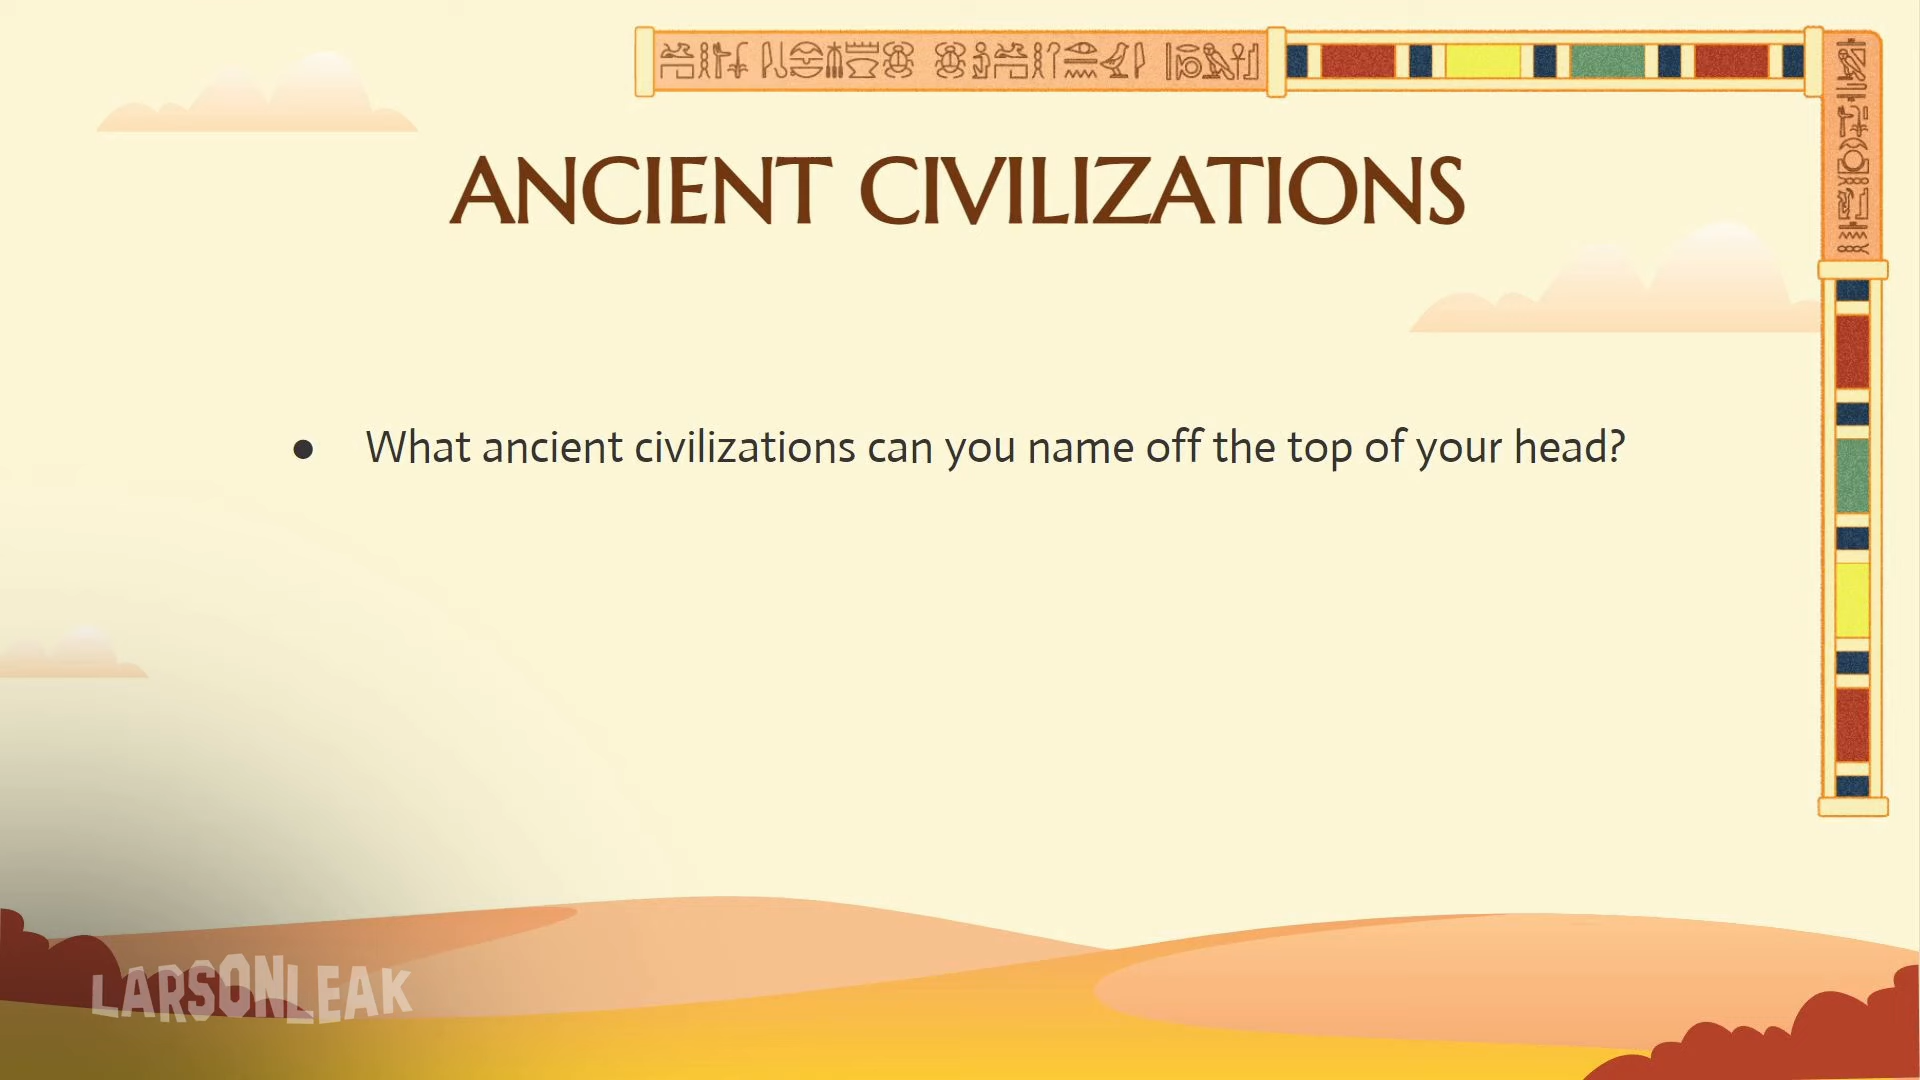 ANCIENT CIVILIZATIONS
● What ancient civilizations can you name off the top of your head?
LARSONLEAK